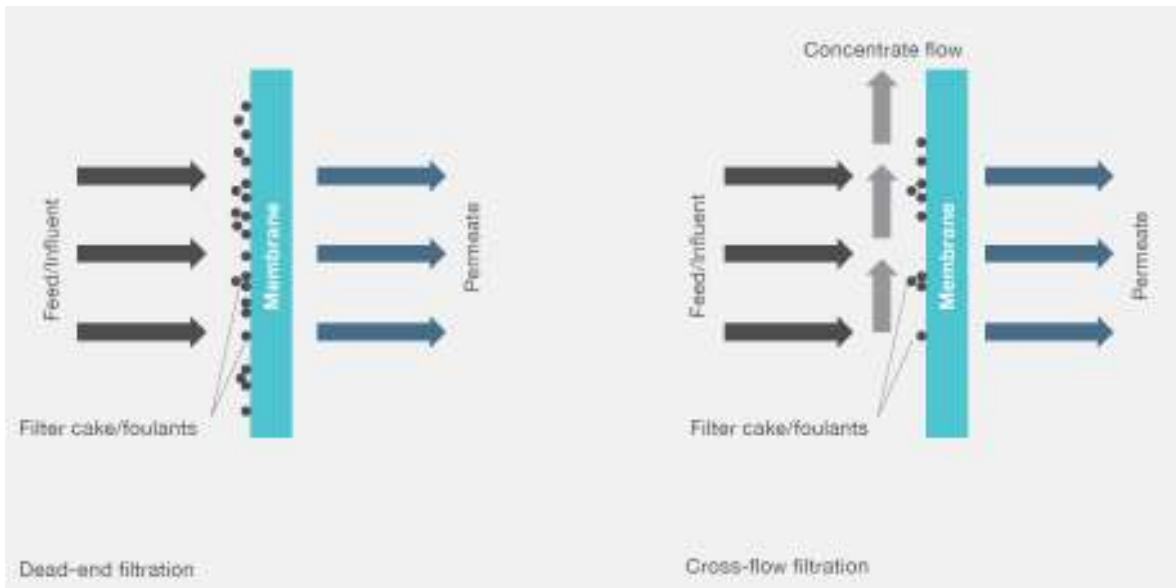 Feed/Influent
Membrane
Permeate
Filter cake/foulants
Dead-end filtration
Concentrate flow
Feed/Influent
Membrane
Permeate
Filter cake/foulants
Cross-flow filtration